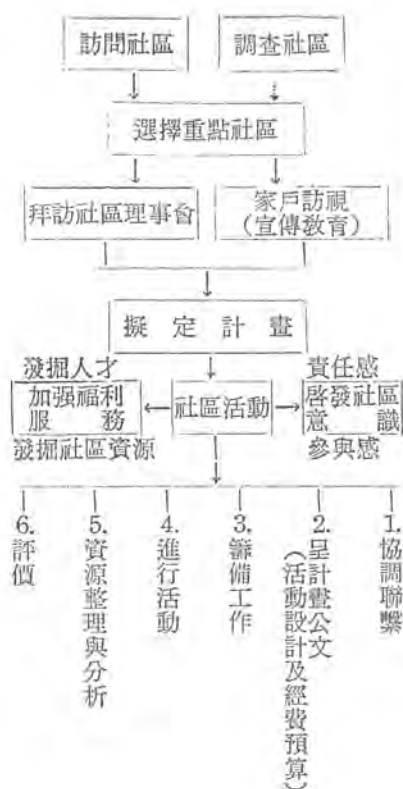 訪問社區
調查社區
選擇重點社區
拜訪社區理事會
家戶訪視
(宣傳教育)
擬定計畫
發掘人才
加强福利
服務
發掘社區資源
社區活動
責任感
啓發社區
意識
參與感
1.協調聯繫
2.呈計畫公文
(活動設計及經費預算)
3.籌備工作
4.進行活動
5.資源整理與分析
6.評價